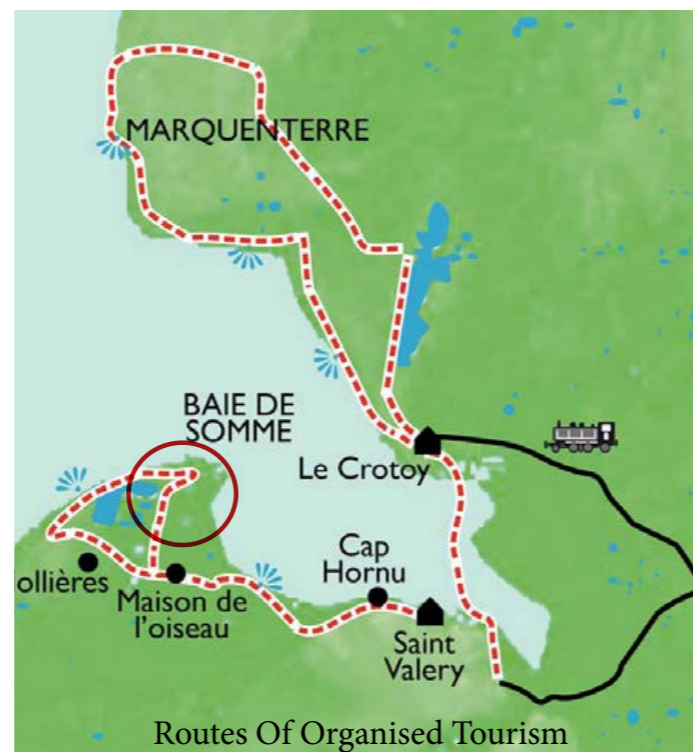 MARQUENTERRE
BAIE DE
SOMME
Le Crotoy
Cap
Hornu
ollières
Maison de
l'oiseau
Saint
Valery
Routes Of Organised Tourism